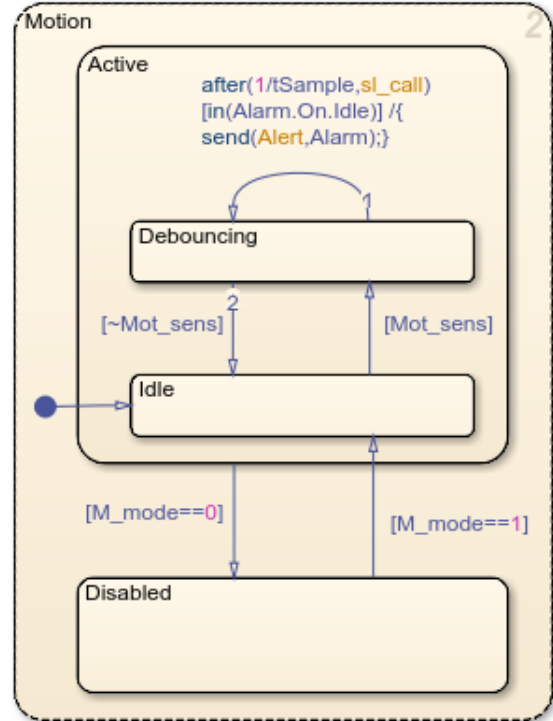 Motion
2
Active
after(1/tSample,sl_call)
[in(Alarm.On.Idle)] /{
send(Alert,Alarm);}
1
Debouncing
2
[~Mot_sens]
[Mot_sens]
Idle
[M_mode==0]
[M_mode==1]
Disabled